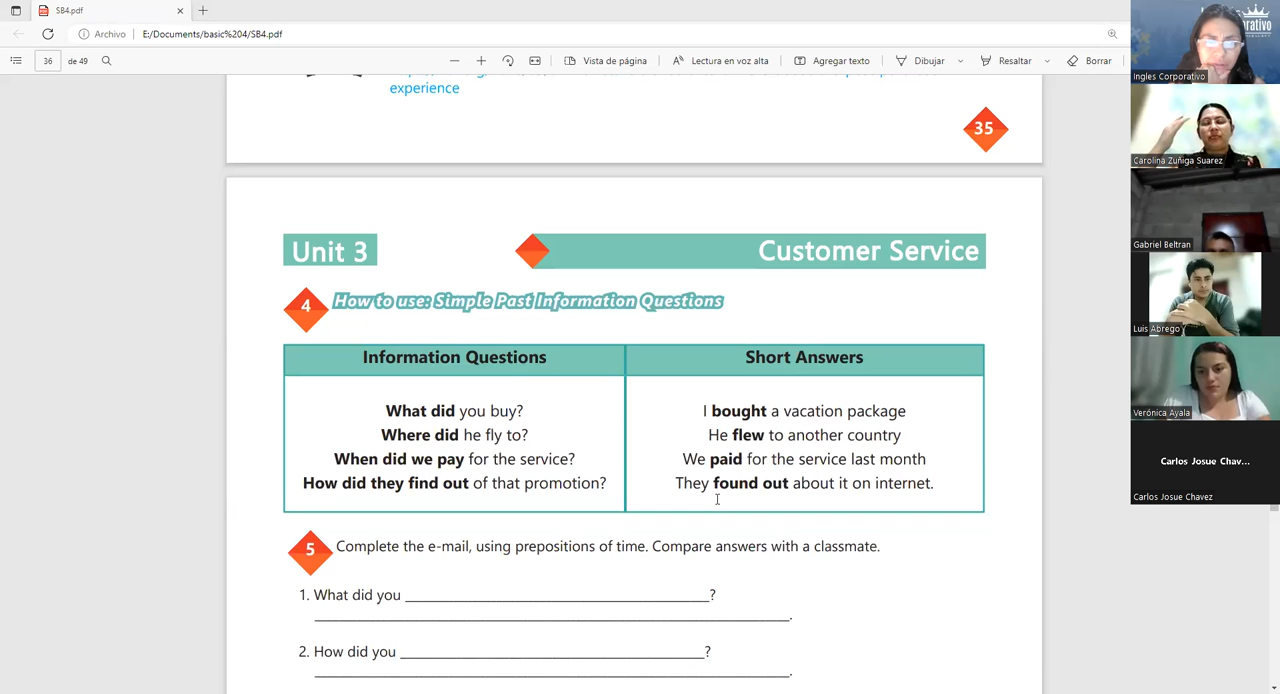 SB4.pdf
Archivo
E:/Documents/basic%204/SB4.pdf
36 de 49
Vista de página
Lectura en voz alta
Agregar texto
Dibujar
Resaltar
Borrar
experience
35
Unit 3
Customer Service
4 How to use: Simple Past Information Questions
Information Questions
Short Answers
What did you buy?
I bought a vacation package
Where did he fly to?
He flew to another country
When did we pay for the service?
We paid for the service last month
How did they find out of that promotion?
They found out about it on internet.
5 Complete the e-mail, using prepositions of time. Compare answers with a classmate.
1. What did you ______________________________________?
____________________________________________________________.
2. How did you ______________________________________?
____________________________________________________________.
Ingles Corporativo
Carolina Zuñiga Suarez
Gabriel Beltran
Luis Abrego
Verónica Ayala
Carlos Josue Chav...
Carlos Josue Chavez